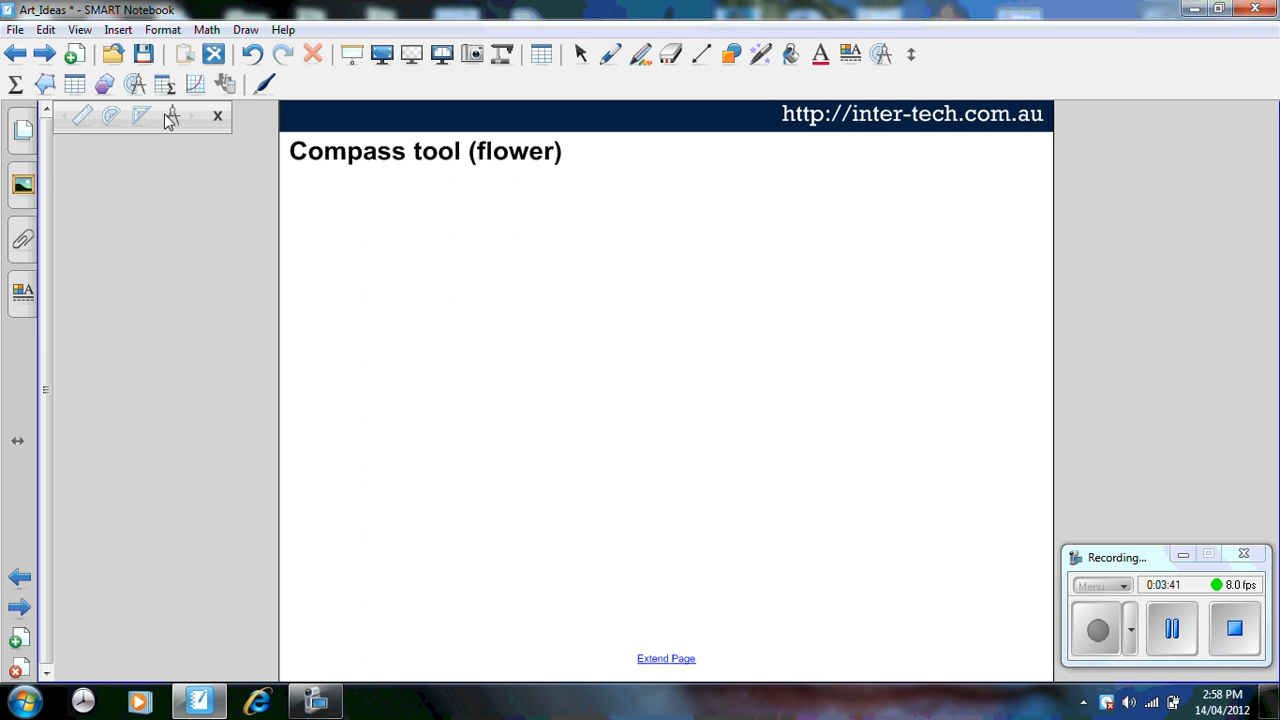 Art_Ideas * - SMART Notebook
File Edit View Insert Format Math Draw Help
http://inter-tech.com.au
Compass tool (flower)
Recording...
Menu 0:03:41 8.0 fps
Extend Page
2:58 PM
14/04/2012